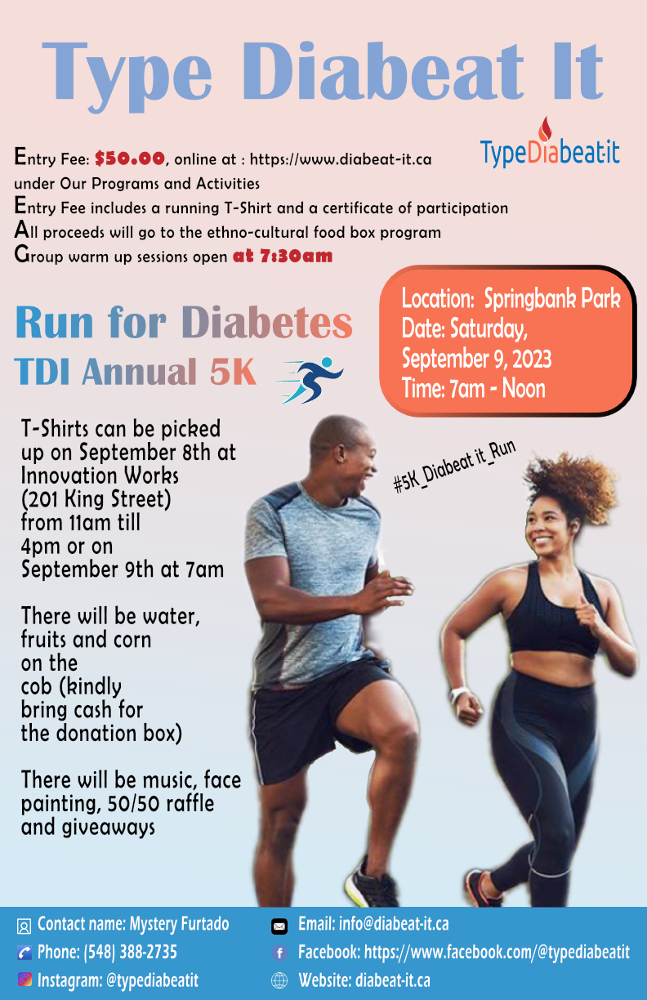 Type Diabeat It
TypeDiabeat-it
Entry Fee: $50.00, online at : https://www.diabeat-it.ca
under Our Programs and Activities
Entry Fee includes a running T-Shirt and a certificate of participation
All proceeds will go to the ethno-cultural food box program
Group warm up sessions open at 7:30am
Location: Springbank Park
Date: Saturday,
September 9, 2023
Time: 7am - Noon
Run for Diabetes
TDI Annual 5K
#5K_Diabeat it_Run
T-Shirts can be picked
up on September 8th at
Innovation Works
(201 King Street)
from 11am till
4pm or on
September 9th at 7am
There will be water,
fruits and corn
on the
cob (kindly
bring cash for
the donation box)
There will be music, face
painting, 50/50 raffle
and giveaways
Contact name: Mystery Furtado
Phone: (548) 388-2735
Instagram: @typediabeatit
Email: info@diabeat-it.ca
Facebook: https://www.facebook.com/@typediabeatit
Website: diabeat-it.ca